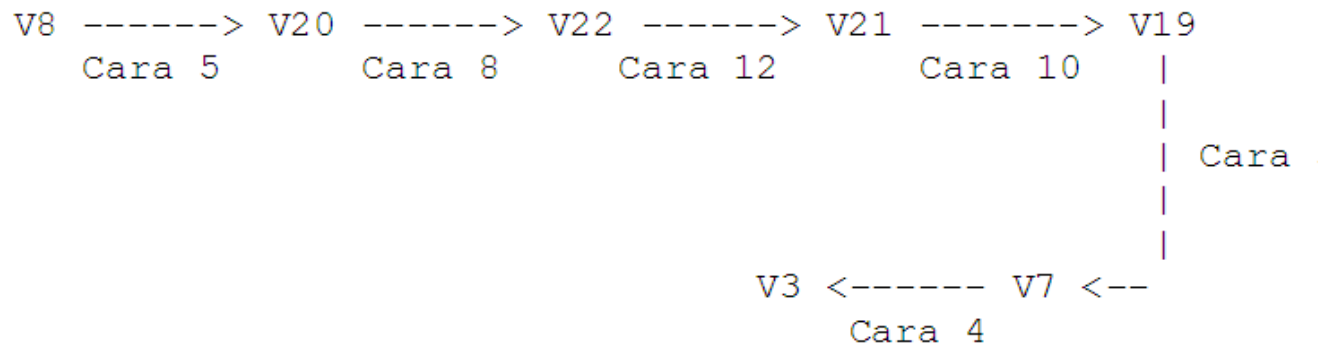 V8 ------> V20 ------> V22 ------> V21 -------> V19
Cara 5 Cara 8 Cara 12 Cara 10 |
|
| Cara
|
|
V3 <------ V7 <--
Cara 4